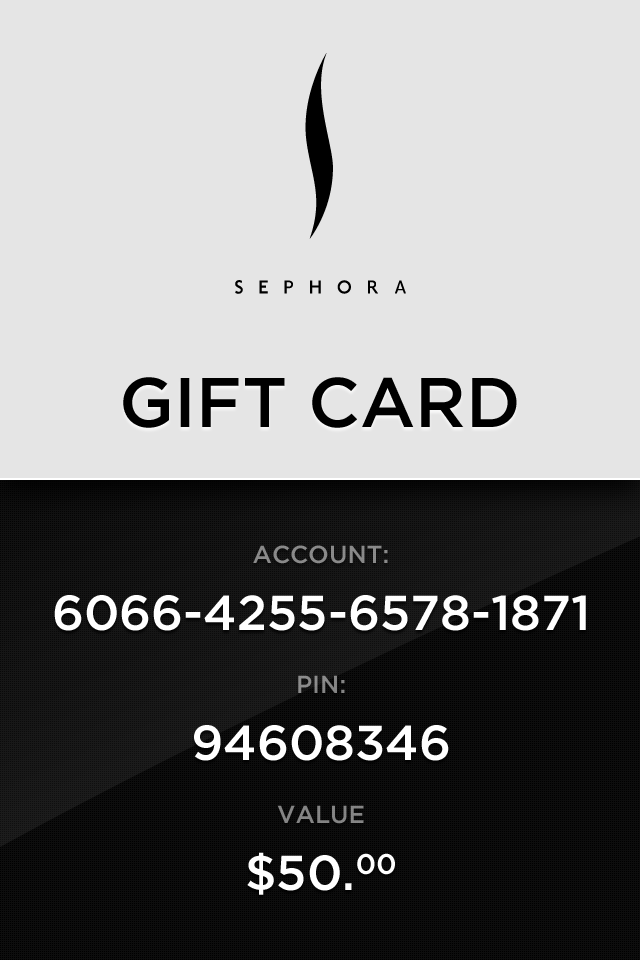 SEPHORA
GIFT CARD
ACCOUNT:
6066-4255-6578-1871
PIN:
94608346
VALUE
$50.00